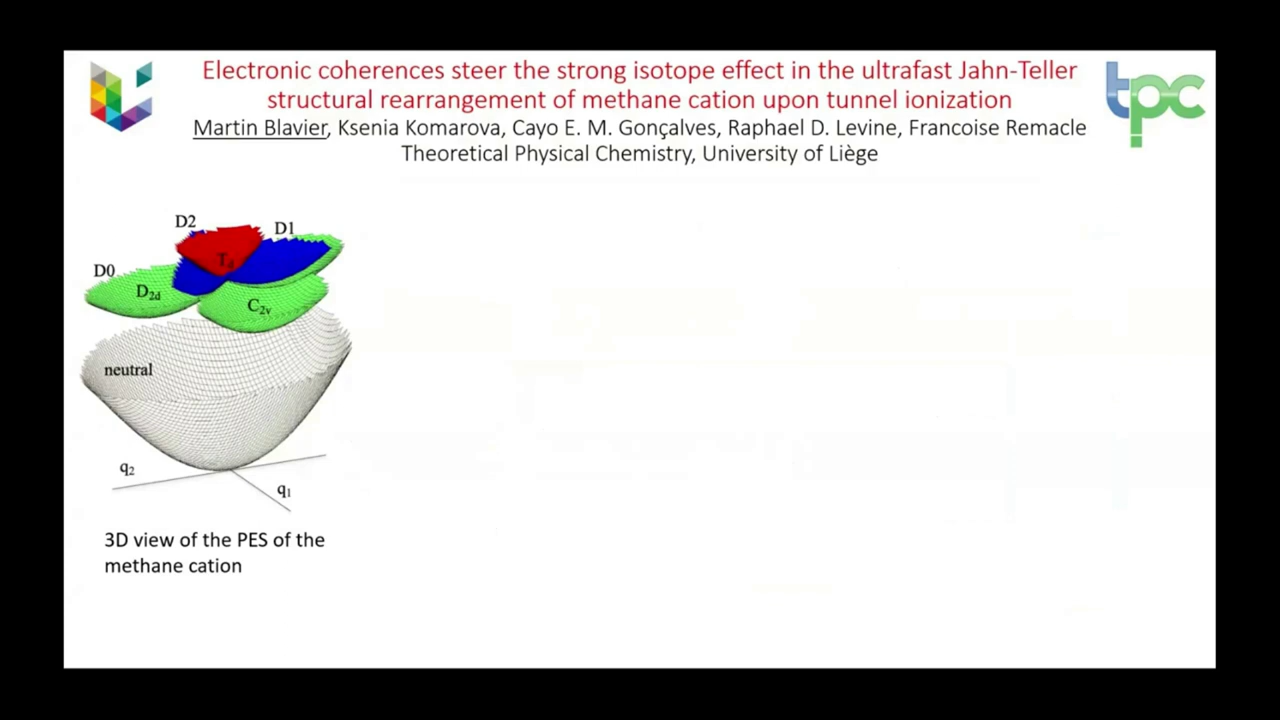 Electronic coherences steer the strong isotope effect in the ultrafast Jahn-Teller
structural rearrangement of methane cation upon tunnel ionization
Martin Blavier, Ksenia Komarova, Cayo E. M. Gonçalves, Raphael D. Levine, Francoise Remacle
Theoretical Physical Chemistry, University of Liège
tpc
D2
D1
D0
Td
D2d
C2v
neutral
q2
q1
3D view of the PES of the
methane cation